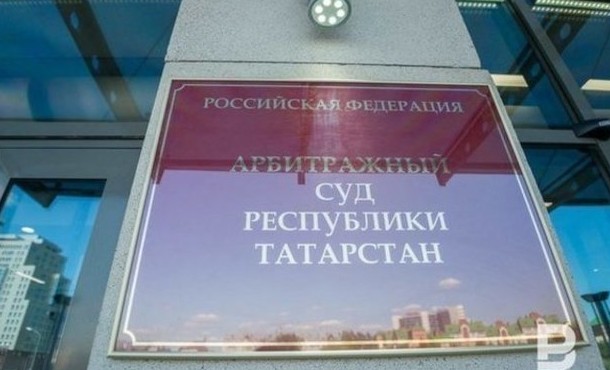 РОССИЙСКАЯ ФЕДЕРАЦИЯ
АРБИТРАЖНЫЙ
СУД
РЕСПУБЛИКИ
ТАТАРСТАН
B